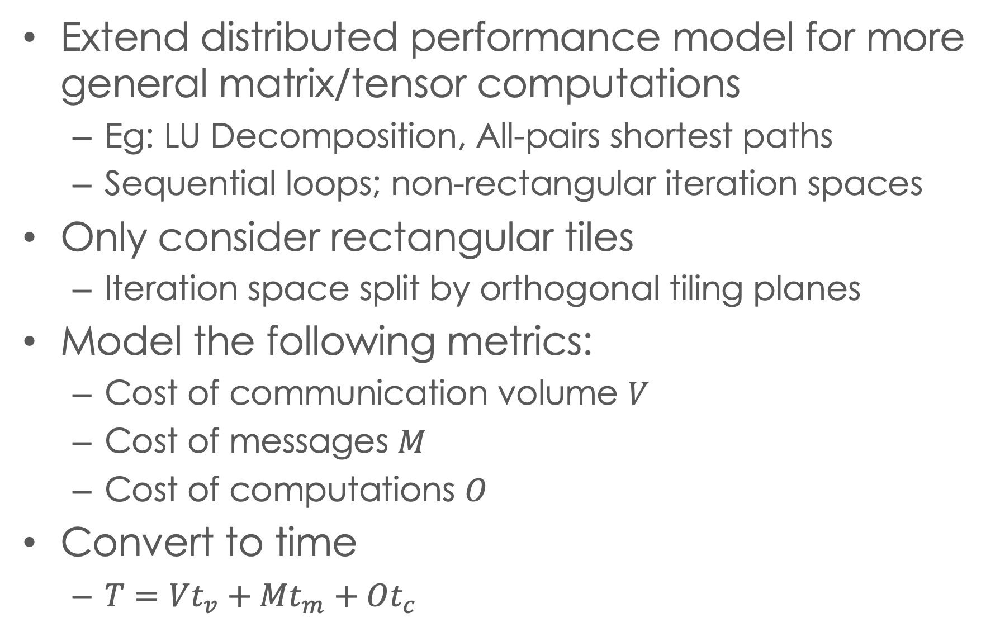 • Extend distributed performance model for more
general matrix/tensor computations
– Eg: LU Decomposition, All-pairs shortest paths
– Sequential loops; non-rectangular iteration spaces
• Only consider rectangular tiles
– Iteration space split by orthogonal tiling planes
• Model the following metrics:
– Cost of communication volume V
– Cost of messages M
– Cost of computations O
• Convert to time
– T = Vt_v + Mt_m + Ot_c